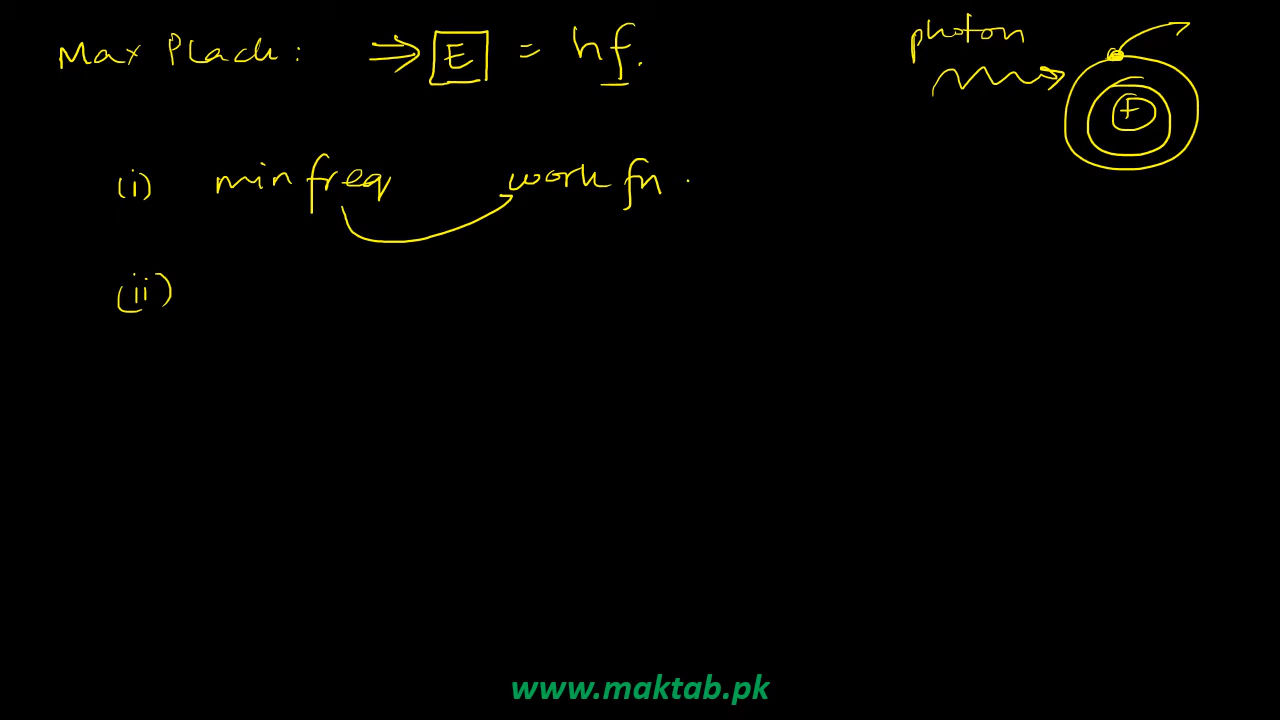 Max Plack : ⇒ E = hf.
photon
+
(i) min freq work fn .
(ii)
www.maktab.pk